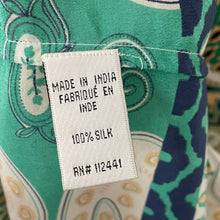 MADE IN INDIA
FABRIQUÉ EN
INDE
100% SILK
RN# 112441